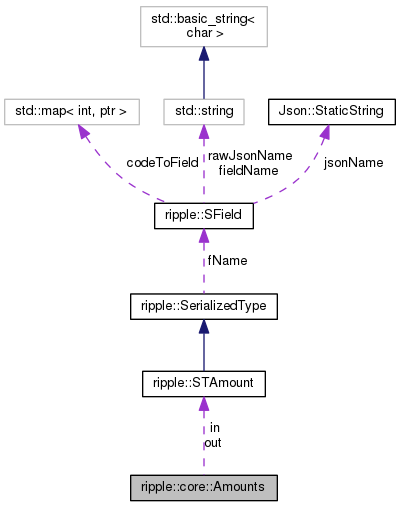 std::basic_string<
char >
std::map< int, ptr >
std::string
Json::StaticString
codeToField
rawJsonName
fieldName
jsonName
ripple::SField
fName
ripple::SerializedType
ripple::STAmount
in
out
ripple::core::Amounts